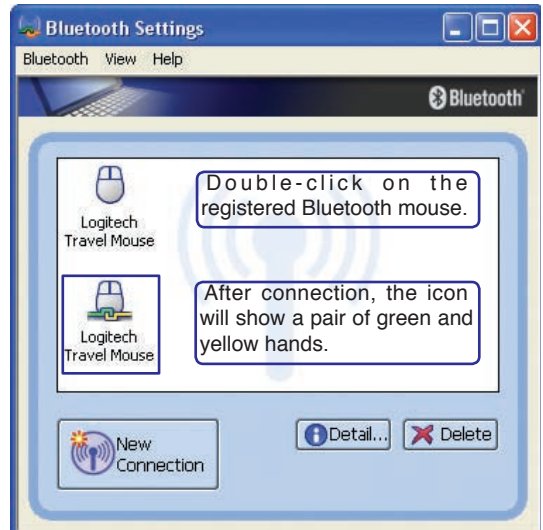 Bluetooth Settings
Bluetooth View Help
Bluetooth
Logitech
Travel Mouse
Double-click on the
registered Bluetooth mouse.
Logitech
Travel Mouse
After connection, the icon
will show a pair of green and
yellow hands.
New
Connection
Detail...
Delete